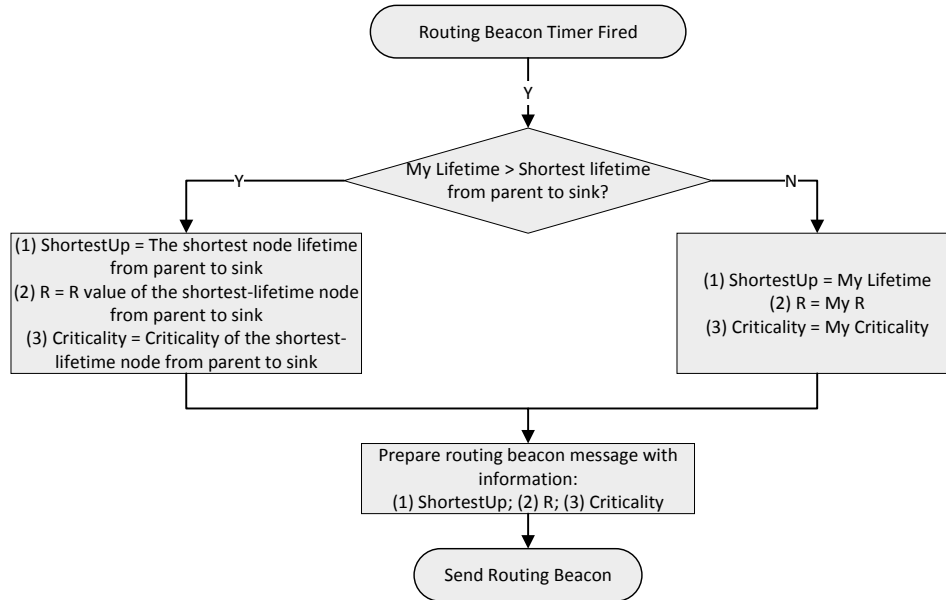 Routing Beacon Timer Fired
Y
My Lifetime > Shortest lifetime
from parent to sink?
Y
N
(1) ShortestUp = The shortest node lifetime
from parent to sink
(2) R = R value of the shortest-lifetime node
from parent to sink
(3) Criticality = Criticality of the shortest-
lifetime node from parent to sink
(1) ShortestUp = My Lifetime
(2) R = My R
(3) Criticality = My Criticality
Prepare routing beacon message with
information:
(1) ShortestUp; (2) R; (3) Criticality
Send Routing Beacon